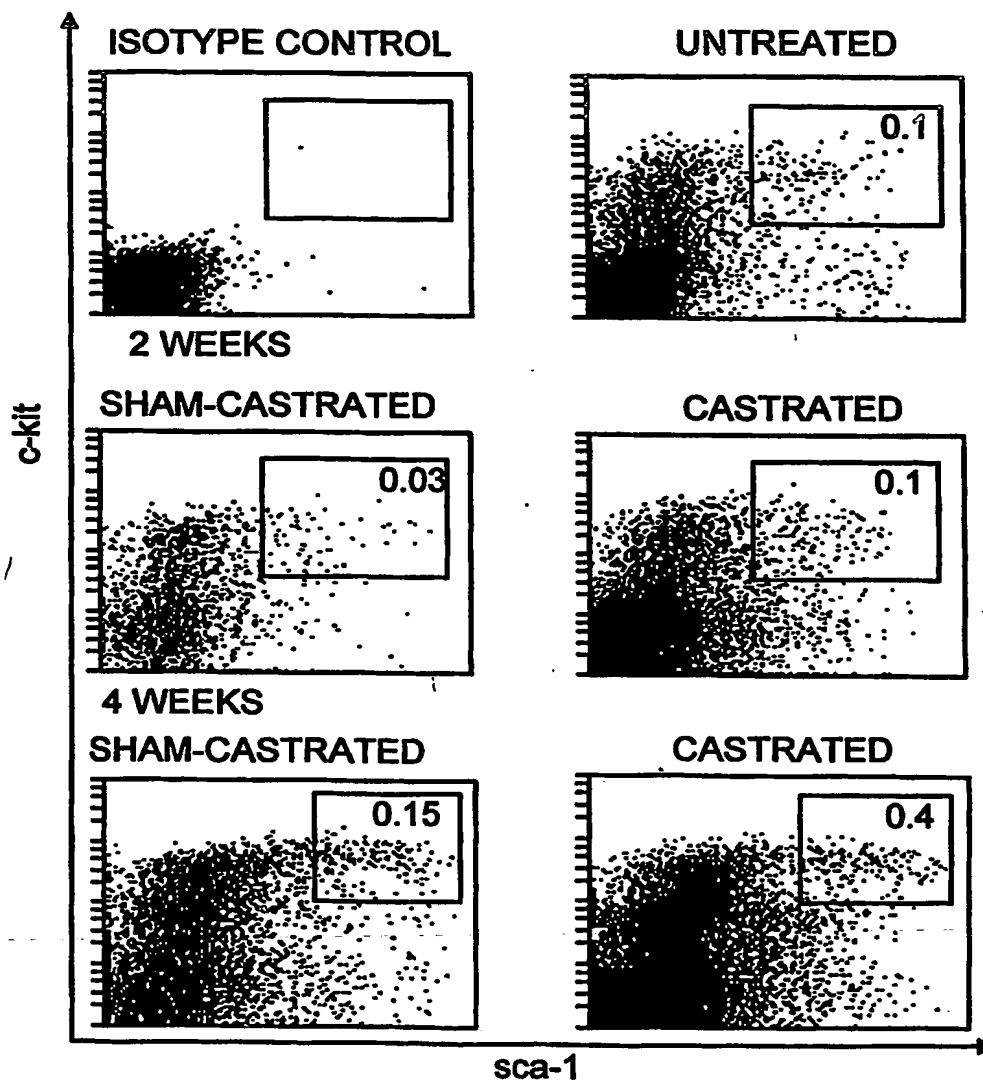 ISOTYPE CONTROL
UNTREATED
0.1
2 WEEKS
SHAM-CASTRATED
CASTRATED
0.03
0.1
4 WEEKS
SHAM-CASTRATED
CASTRATED
0.15
0.4
c-kit
sca-1